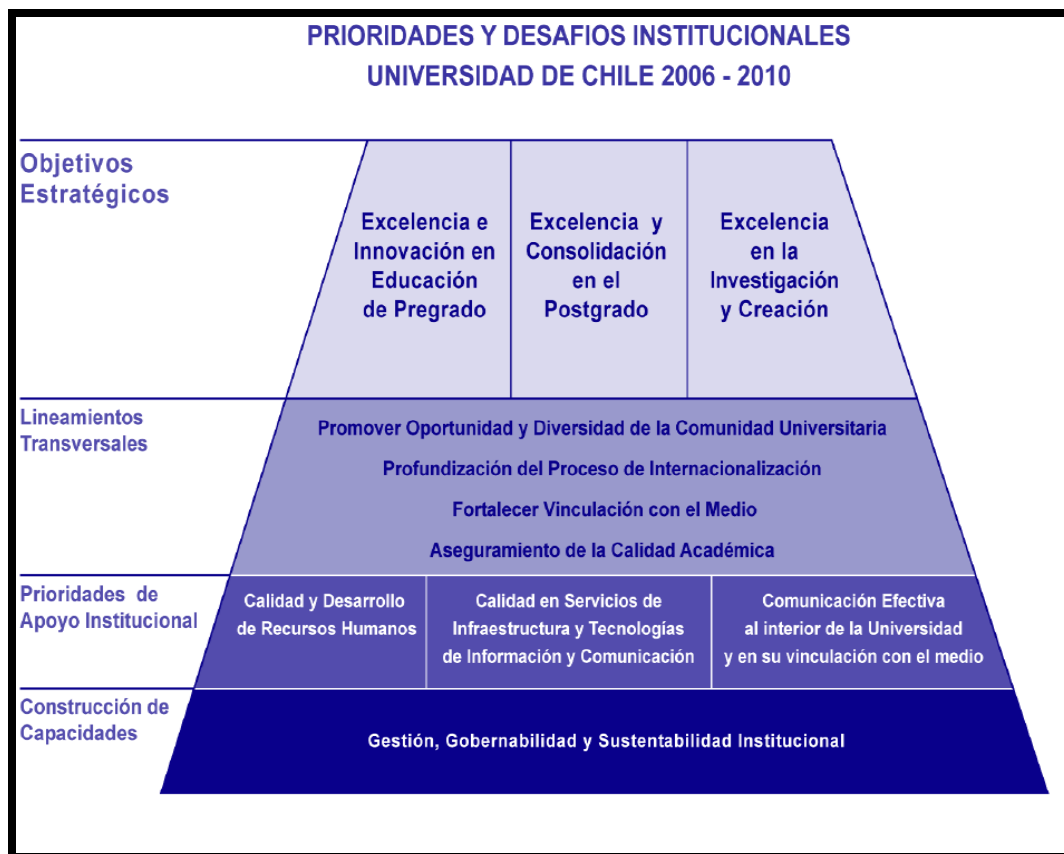 PRIORIDADES Y DESAFIOS INSTITUCIONALES
UNIVERSIDAD DE CHILE 2006 - 2010
Objetivos
Estratégicos
Excelencia e
Innovación en
Educación
de Pregrado
Excelencia y
Consolidación
en el
Postgrado
Excelencia
en la
Investigación
y Creación
Lineamientos
Transversales
Promover Oportunidad y Diversidad de la Comunidad Universitaria
Profundización del Proceso de Internacionalización
Fortalecer Vinculación con el Medio
Aseguramiento de la Calidad Académica
Prioridades de
Apoyo Institucional
Calidad y Desarrollo
de Recursos Humanos
Calidad en Servicios de
Infraestructura y Tecnologías
de Información y Comunicación
Comunicación Efectiva
al interior de la Universidad
y en su vinculación con el medio
Construcción de
Capacidades
Gestión, Gobernabilidad y Sustentabilidad Institucional